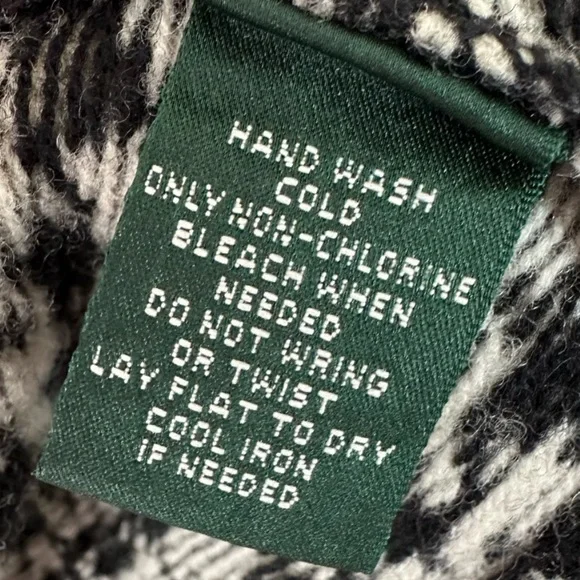 HAND WASH
COLD
ONLY NON-CHLORINE
BLEACH WHEN
NEEDED
DO NOT WRING
OR TWIST
LAY FLAT TO DRY
COOL IRON
IF NEEDED